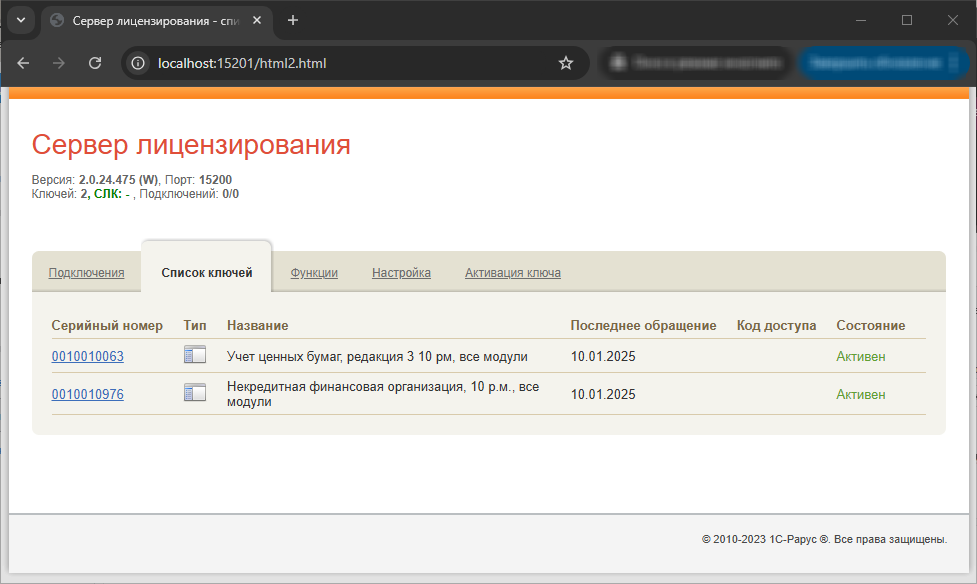 Сервер лицензирования - спи
localhost:15201/html2.html
Сервер лицензирования
Версия: 2.0.24.475 (W), Порт: 15200
Ключей: 2, СЛК: - , Подключений: 0/0
Подключения Список ключей Функции Настройка Активация ключа
Серийный номер Тип Название Последнее обращение Код доступа Состояние
0010010063 Учет ценных бумаг, редакция 3 10 рм, все модули 10.01.2025 Активен
Некредитная финансовая организация, 10 р.м., все
0010010976 10.01.2025 Активен
модули
© 2010-2023 1С-Рарус ®. Все права защищены.